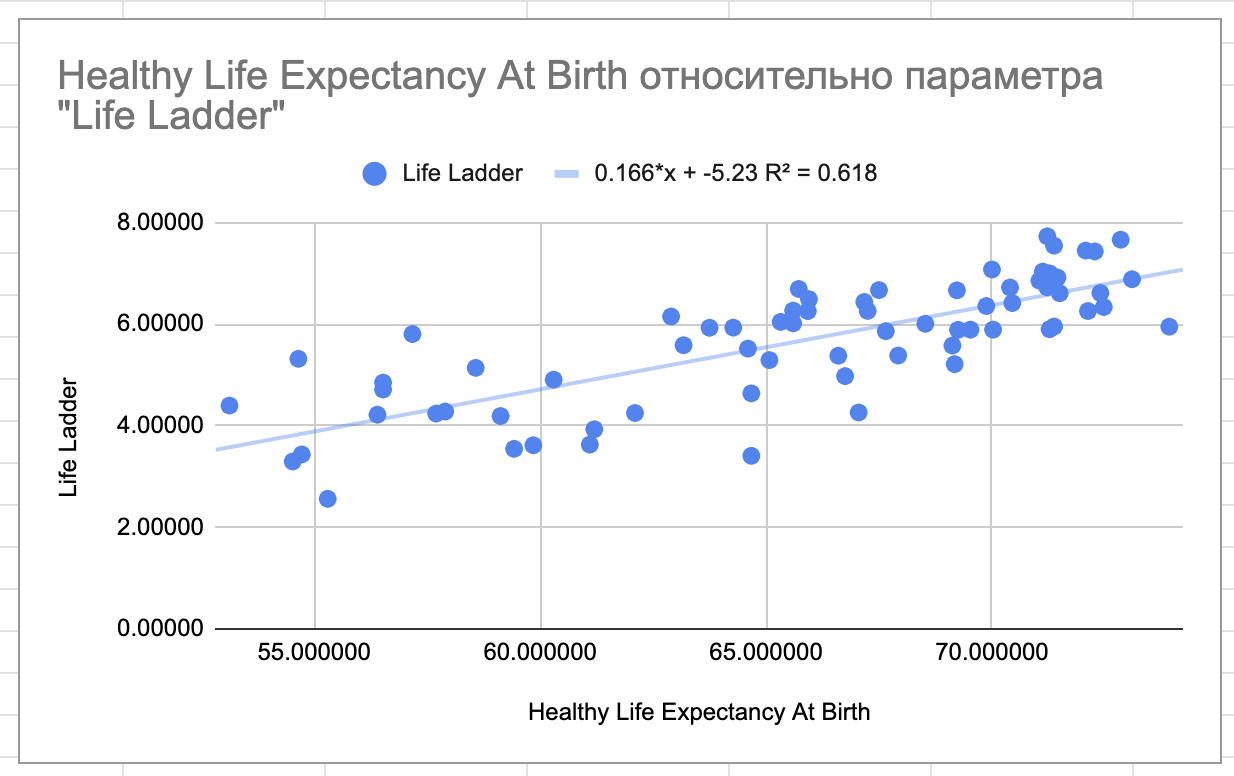 Healthy Life Expectancy At Birth относительно параметра
"Life Ladder"
Life Ladder 0.166*x + -5.23 R² = 0.618
8.00000
6.00000
4.00000
2.00000
0.00000
Life Ladder
55.000000 60.000000 65.000000 70.000000
Healthy Life Expectancy At Birth